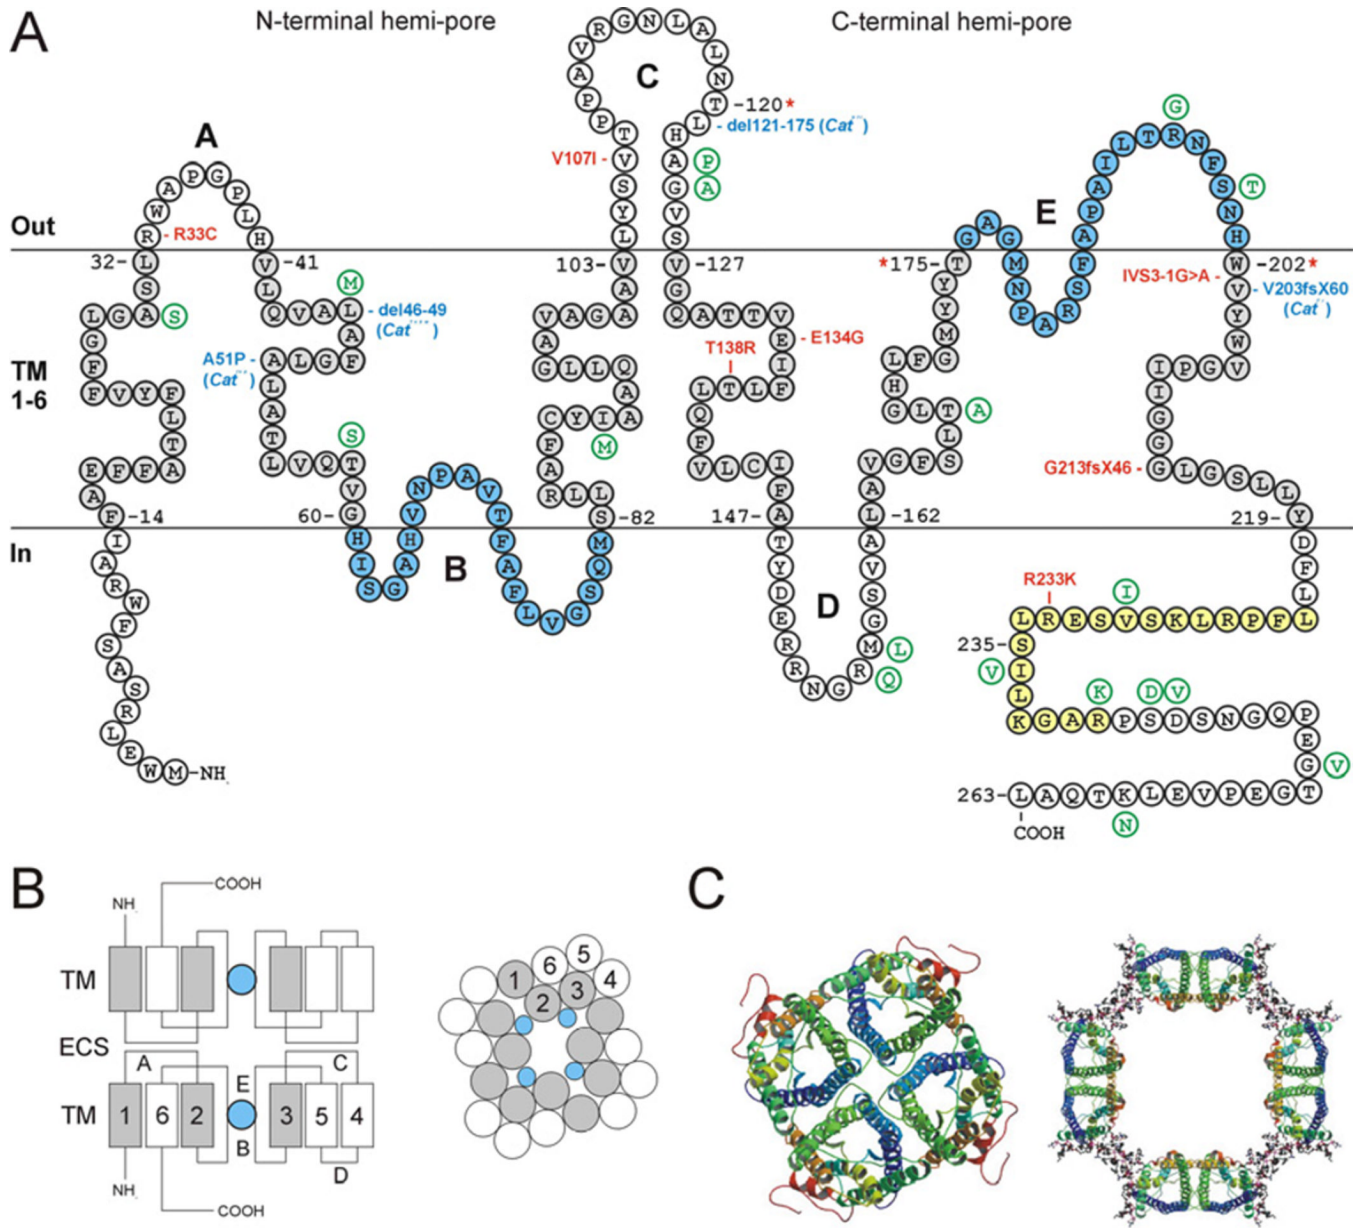 A
N-terminal hemi-pore
C-terminal hemi-pore
A
C
E
B
D
Out
TM
1-6
In
MWELRSASFWRAIFAEFFATLFYVFFGLGASLRWAPGPLHVLQVALAFGLALATLVQTVGHISGAHVNPAVTFAFLVGSQMSLLRAFCYIAAQLLGAVAGAAVLYSVTPPAVRGNLALNTLHAGVSVGQATTVEIFLTLQFVLCIFATYDERRNGRMGSVALAVGFSLTLGHLFGMYYTGAGMNPARSFAPAILTRNFSNHWVYWVGPIIGGLGSLLYDFLLFPRLKSVSERLSILKGARPSDSNGQPEGTGEPVELKTQAL
-NH
-14
32-
- R33C
-41
S
M
- del46-49
(Cat
A51P -
(Cat
S
60-
-82
M
103-
V107I -
-120*
- del121-175 (Cat
P
A
-127
T138R
- E134G
147-
-162
L
Q
A
*175-
G
T
IVS3-1G>A -
-202*
- V203fsX60
(Cat
G213fsX46 -
219-
R233K
I
235-
V
K
D
V
V
263-
N
COOH
B
NH
COOH
TM
ECS
A
C
E
TM
1
6
2
3
5
4
B
D
NH
COOH
1
6
5
2
3
4
C